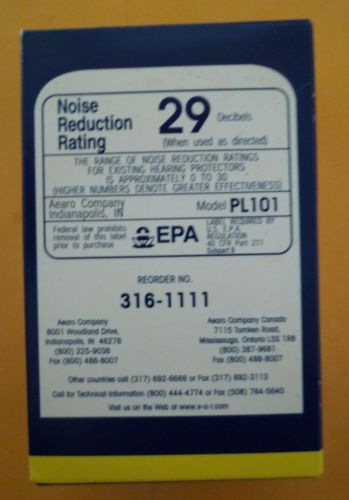 Noise
Reduction
Rating
29 Decibels
(When used as directed)
THE RANGE OF NOISE REDUCTION RATINGS
FOR EXISTING HEARING PROTECTORS
IS APPROXIMATELY 0 TO 30
(HIGHER NUMBERS DENOTE GREATER EFFECTIVENESS)
Aearo Company
Indianapolis, IN
Model PL101
Federal law prohibits
removal of this label
prior to purchase
EPA
LABEL REQUIRED BY
U.S. E.P.A.
REGULATION
40 CFR Part 211
Subpart B
REORDER NO.
316-1111
Aearo Company
8001 Woodland Drive,
Indianapolis, IN 46278
(800) 225-9038
Fax (800) 488-8007
Aearo Company Canada
7115 Tomken Road,
Mississauga, Ontario L5S 1R8
(800) 387-9681
Fax (800) 488-8007
Other countries call (317) 692-6666 or Fax (317) 692-3113
Call for Technical Information (800) 444-4774 or Fax (508) 764-5640
Visit us on the Web at www.e-a-r.com